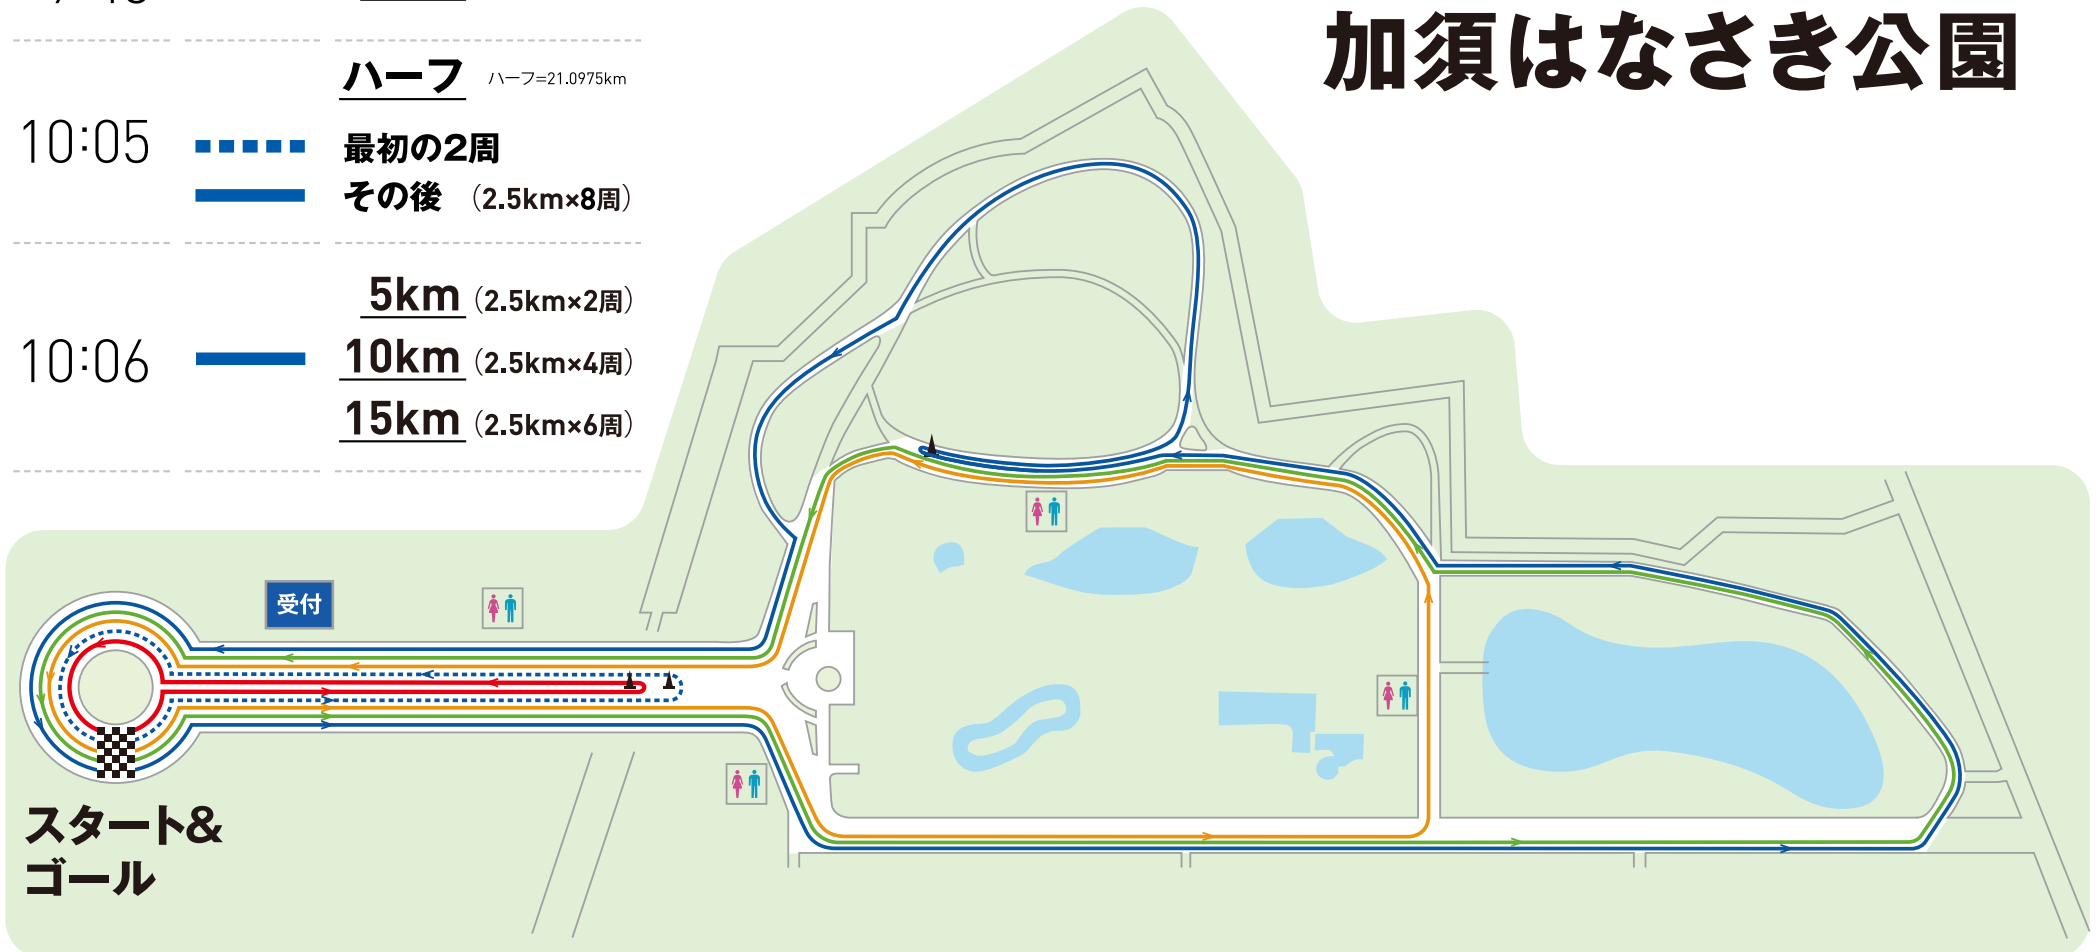 加須はなさき公園
ハーフ ハーフ=21.0975km
10:05
最初の2周
その後 (2.5km×8周)
5km (2.5km×2周)
10:06
10km (2.5km×4周)
15km (2.5km×6周)
受付
スタート&
ゴール